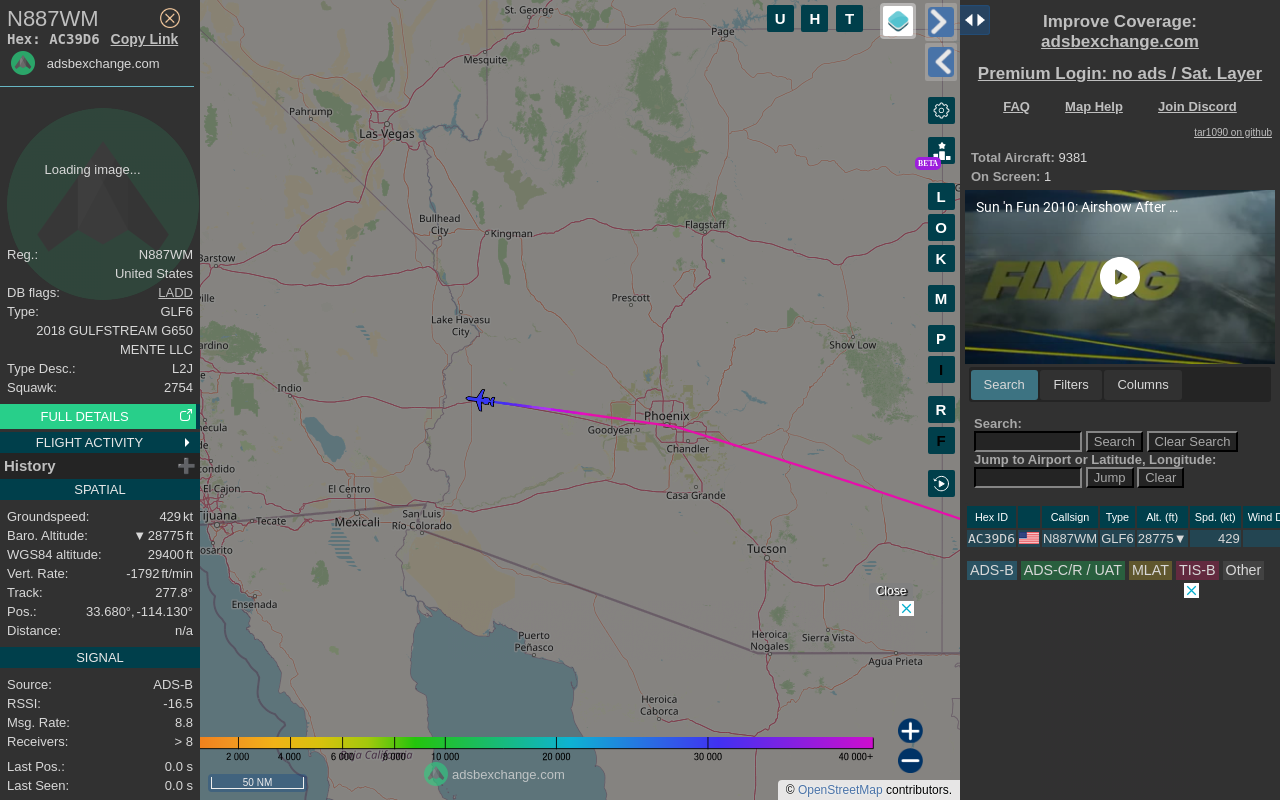 N887WM
Hex: AC39D6 Copy Link
adsbexchange.com
Loading image...
Reg.: N887WM
United States
DB flags: LADD
Type: GLF6
2018 GULFSTREAM G650
MENTE LLC
Type Desc.: L2J
Squawk: 2754
FULL DETAILS
FLIGHT ACTIVITY
History
SPATIAL
Groundspeed: 429 kt
Baro. Altitude: ▼ 28775 ft
WGS84 altitude: 29400 ft
Vert. Rate: -1792 ft/min
Track: 277.8°
Pos.: 33.680°, -114.130°
Distance: n/a
SIGNAL
Source: ADS-B
RSSI: -16.5
Msg. Rate: 8.8
Receivers: > 8
Last Pos.: 0.0 s
Last Seen: 0.0 s
St. George
Page
Mesquite
Pahrump
Las Vegas
Bullhead
City
Kingman
Flagstaff
Barstow
ville
Prescott
Lake Havasu
City
ardino
Show Low
Indio
Phoenix
Goodyear
Chandler
necula
de
condido
El Cajon
El Centro
Casa Grande
Tijuana
Tecate
Mexicali
San Luis
Río Colorado
osarito
Tucson
Ensenada
Puerto
Peñasco
Heroica
Nogales
Sierra Vista
Agua Prieta
Heroica
Caborca
Baja California
U H T
BETA
L
O
K
M
P
I
R
F
Close
2 000 4 000 6 000 8 000 10 000 20 000 30 000 40 000+
50 NM
adsbexchange.com
© OpenStreetMap contributors.
Improve Coverage:
adsbexchange.com
Premium Login: no ads / Sat. Layer
FAQ Map Help Join Discord
tar1090 on github
Total Aircraft: 9381
On Screen: 1
Sun 'n Fun 2010: Airshow After ...
FLYING
Search Filters Columns
Search:
Search Clear Search
Jump to Airport or Latitude, Longitude:
Jump Clear
Hex ID Callsign Type Alt. (ft) Spd. (kt) Wind D
AC39D6 N887WM GLF6 28775▼ 429
ADS-B ADS-C/R / UAT MLAT TIS-B Other